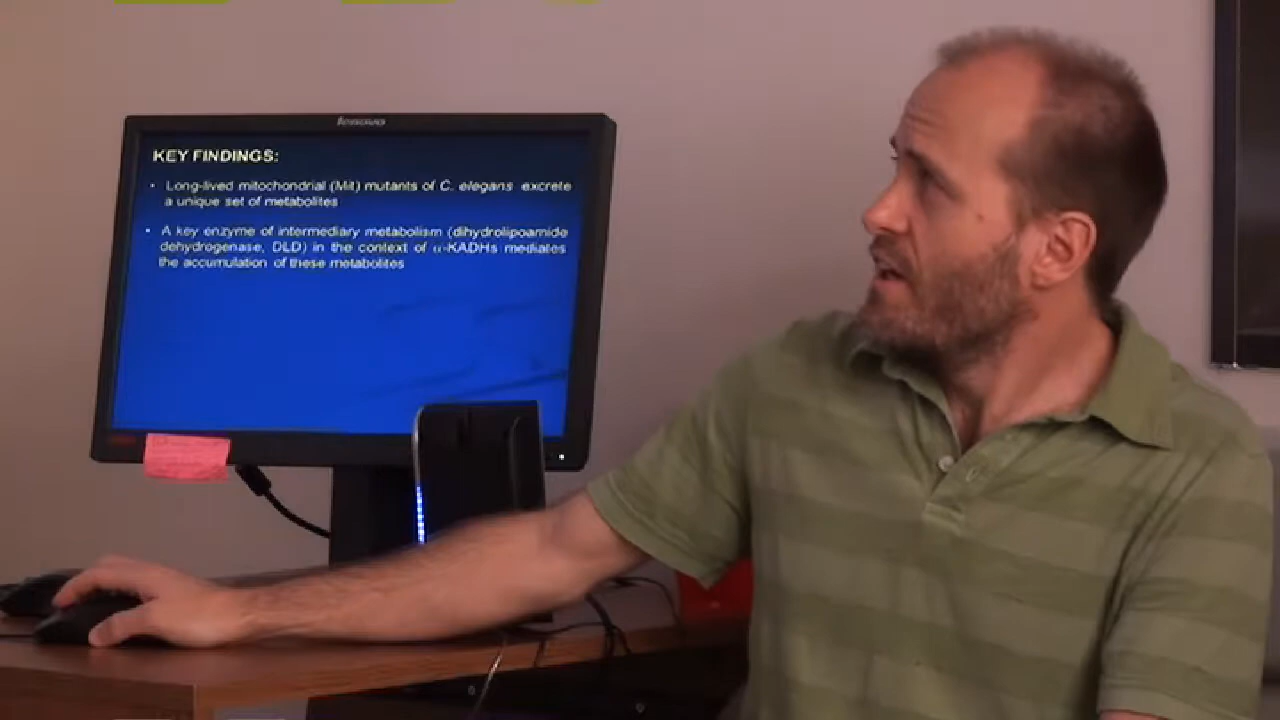 lenovo
KEY FINDINGS:
• Long-lived mitochondrial (Mit) mutants of C. elegans excrete
a unique set of metabolites
• A key enzyme of intermediary metabolism (dihydrolipoamide
dehydrogenase, DLD) in the context of α-KADHs mediates
the accumulation of these metabolites